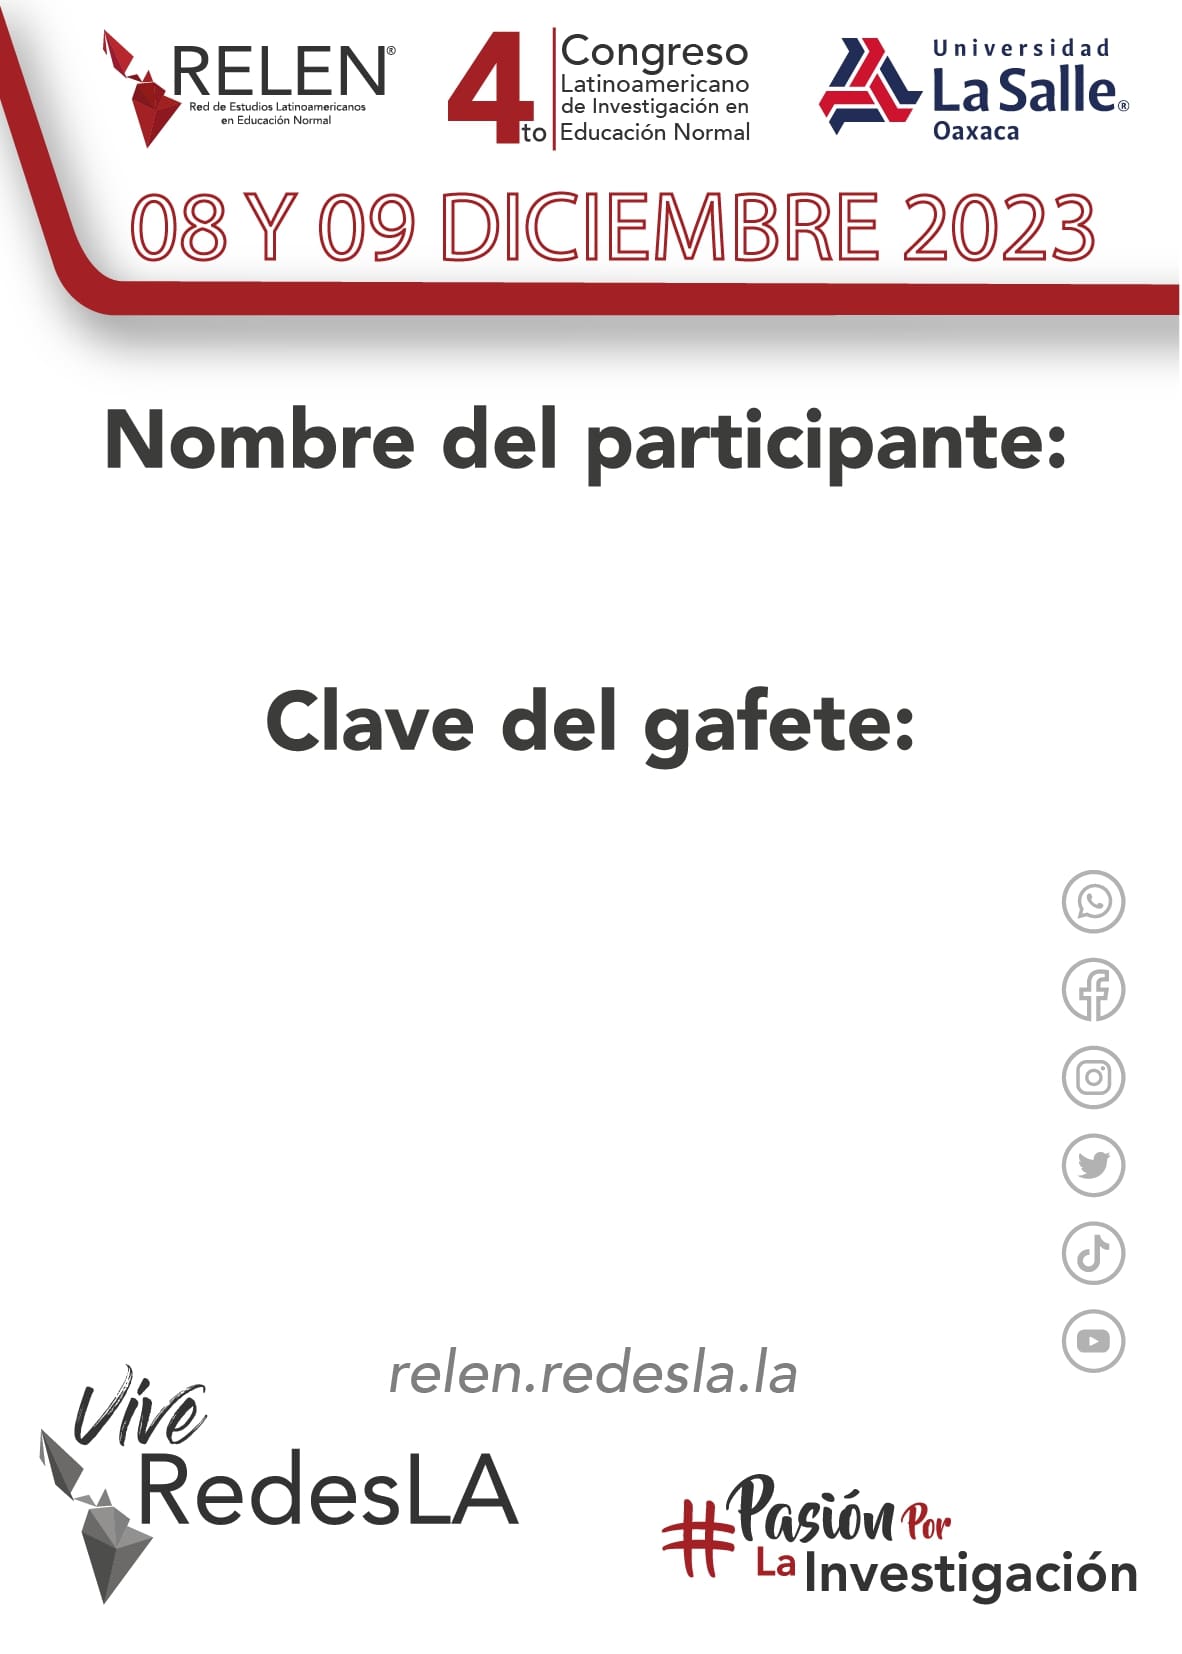 RELEN®
Red de Estudios Latinoamericanos
en Educación Normal
4to
Congreso
Latinoamericano
de Investigación en
Educación Normal
Universidad
La Salle®
Oaxaca
08 Y 09 DICIEMBRE 2023
Nombre del participante:
Clave del gafete:
relen.redesla.la
Vive
RedesLA
#Pasión Por
La Investigación